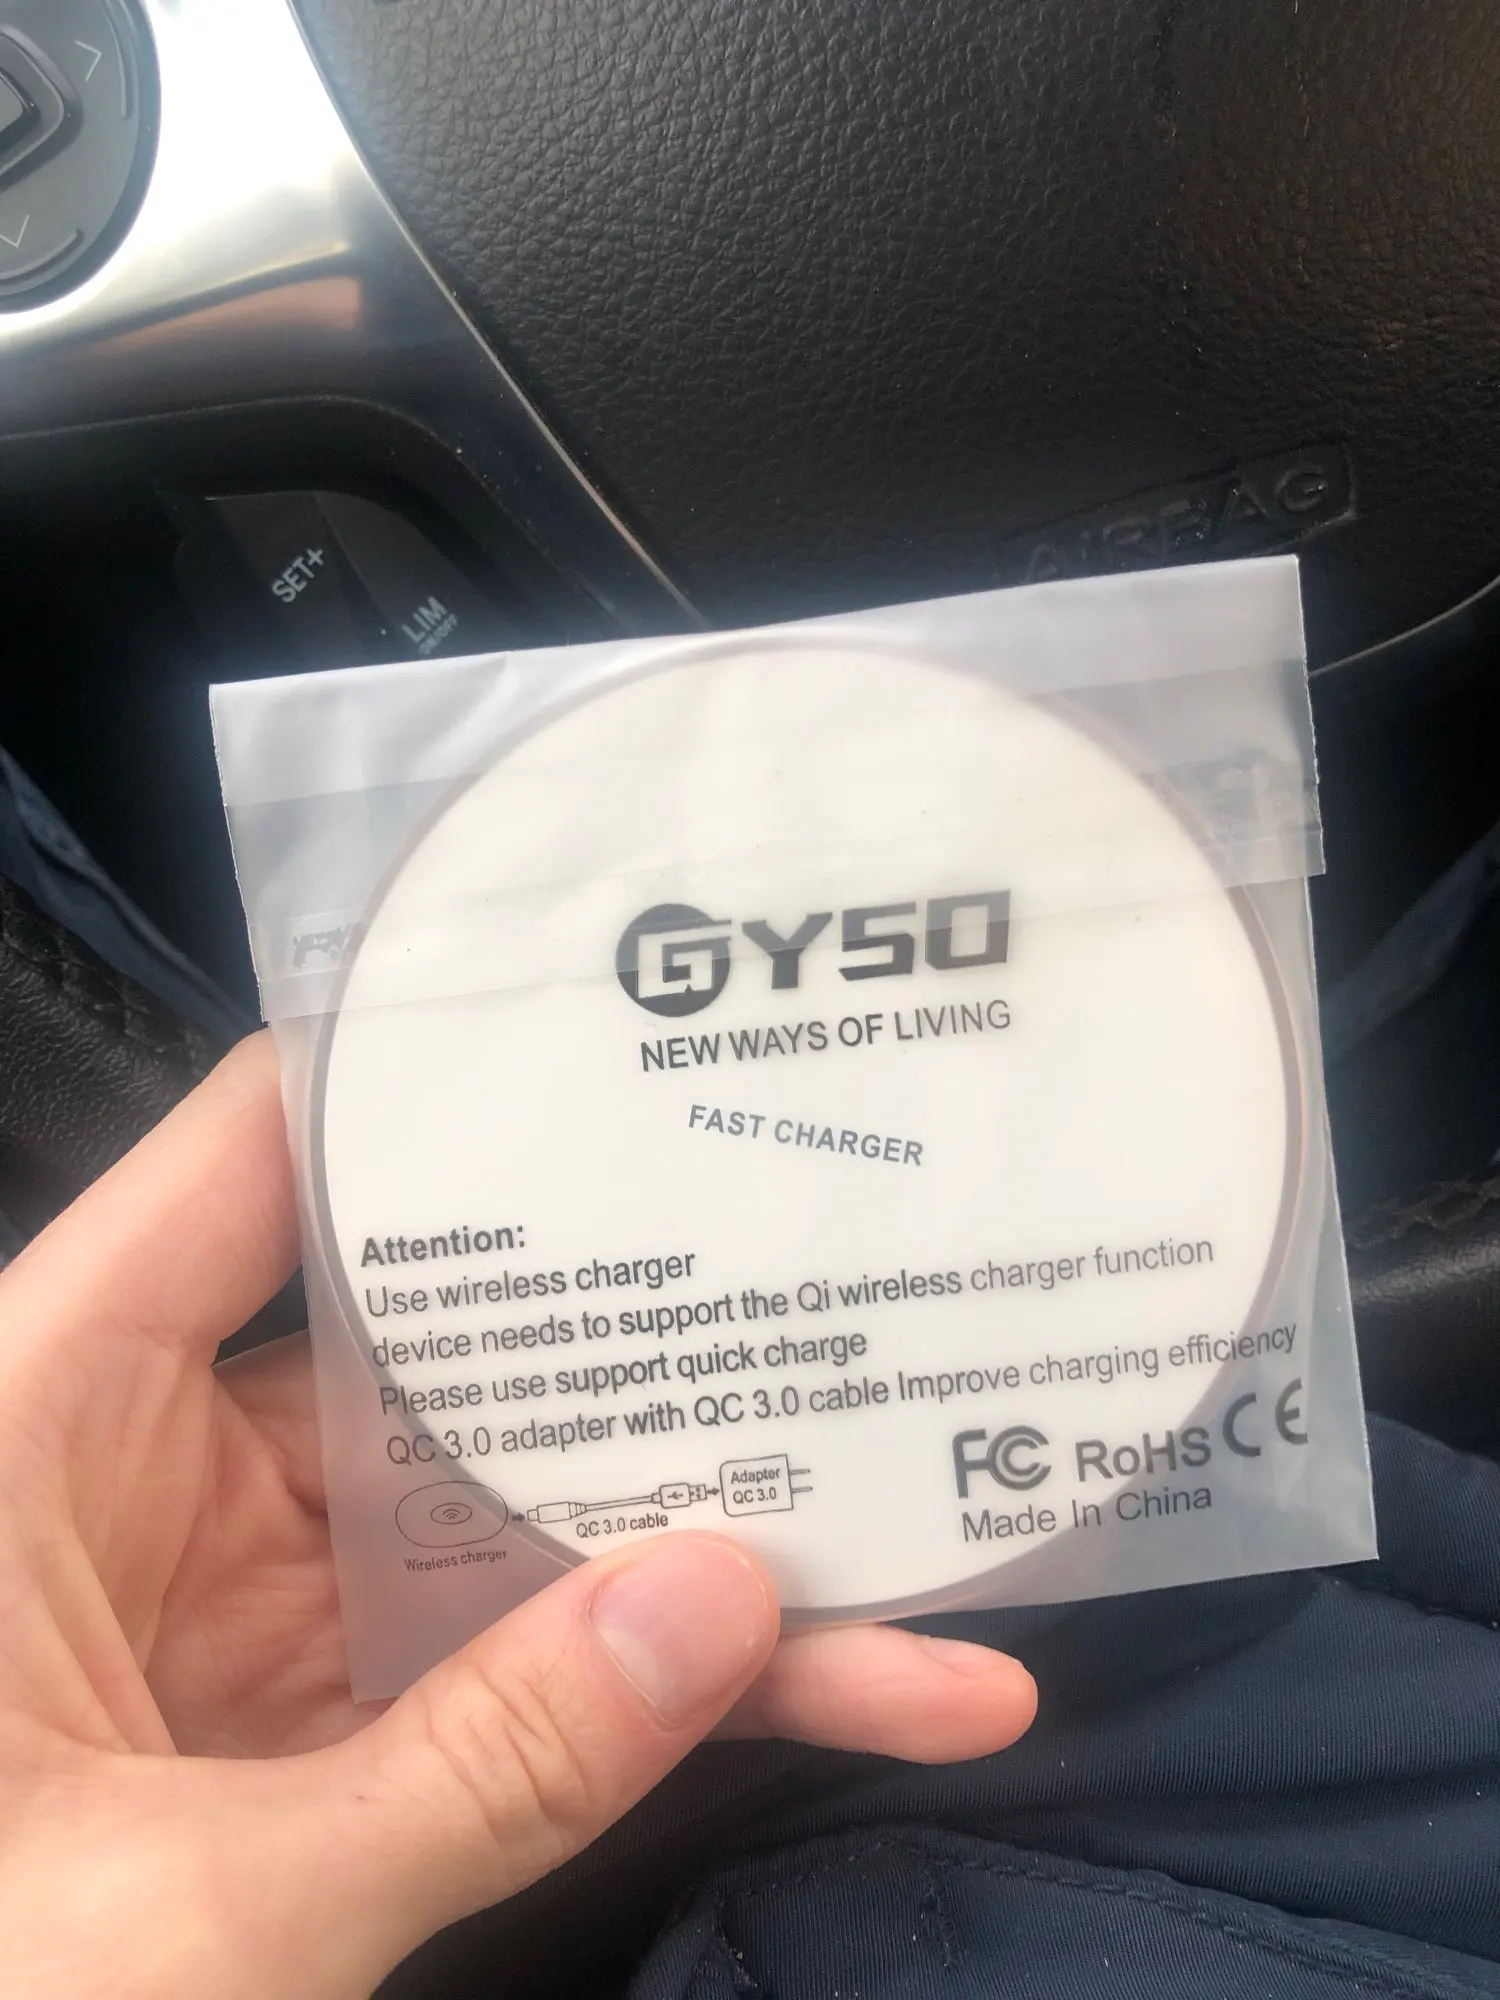 SET+
LIM
ON/OFF
AIRBAG
GYSO
NEW WAYS OF LIVING
FAST CHARGER
Attention:
Use wireless charger
device needs to support the Qi wireless charger function
Please use support quick charge
QC 3.0 adapter with QC 3.0 cable Improve charging efficiency
Adapter
QC 3.0
QC 3.0 cable
Wireless charger
FC RoHS CE
Made In China